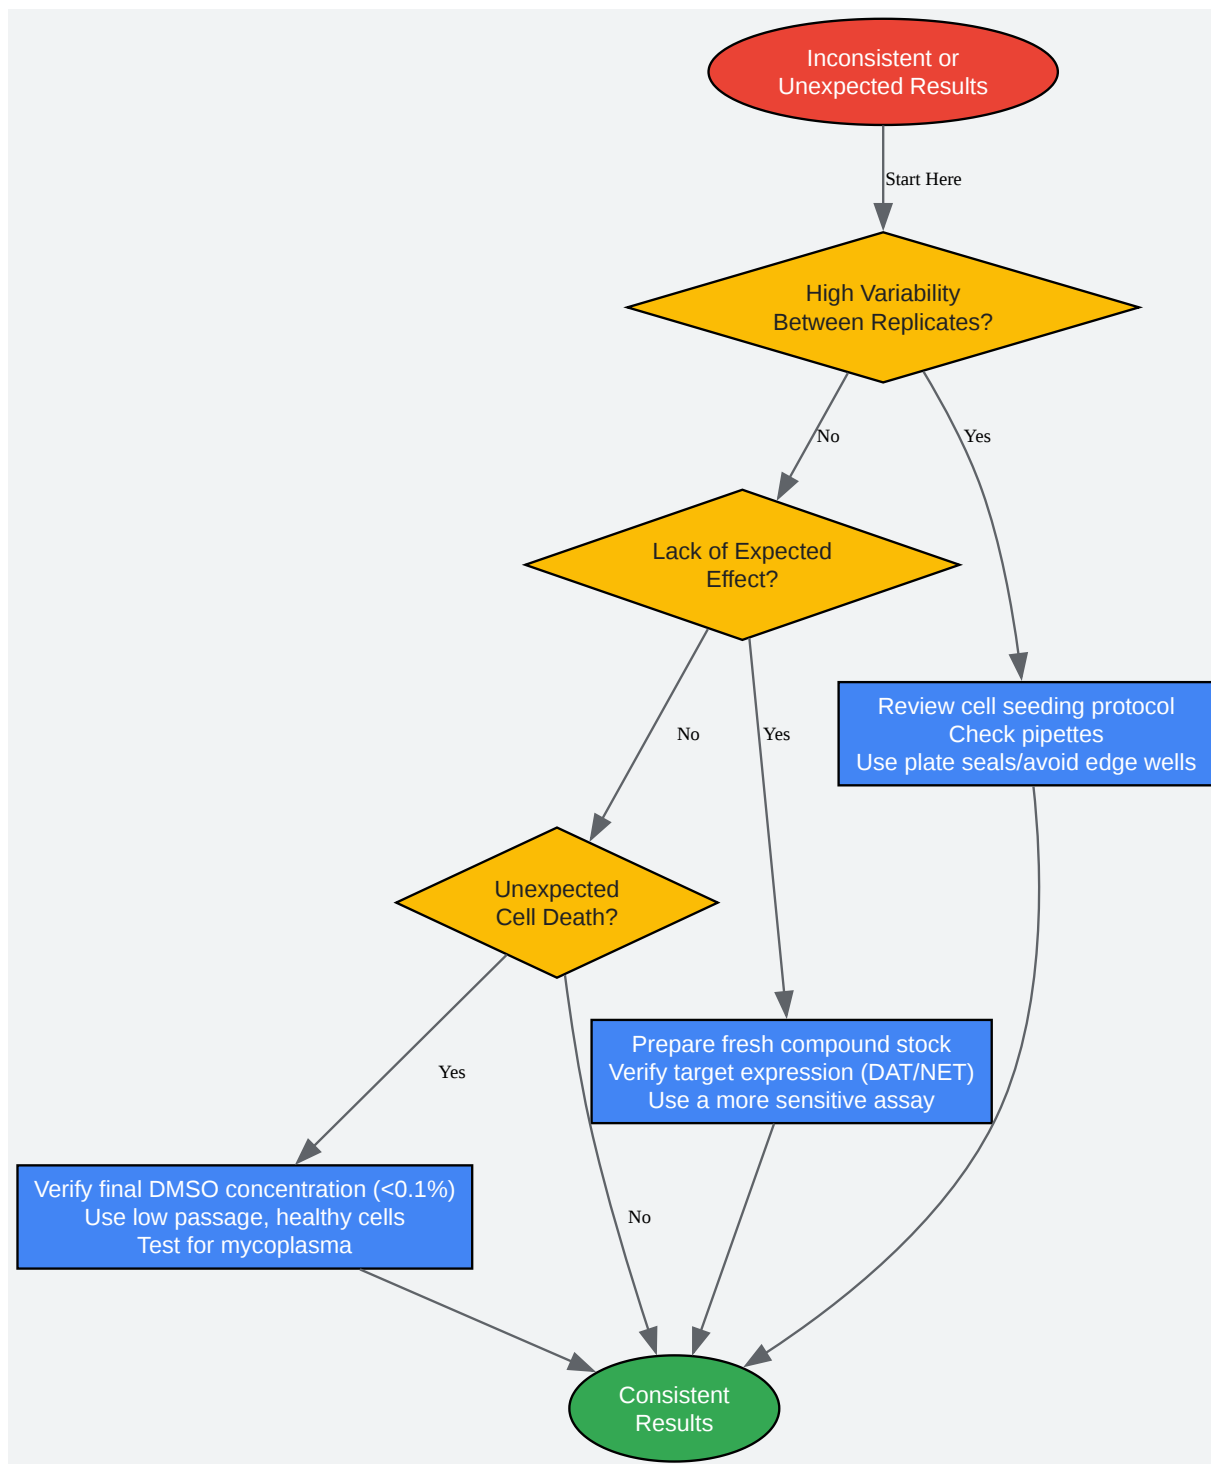 Inconsistent or
Unexpected Results
Start Here
High Variability
Between Replicates?
No
Yes
Lack of Expected
Effect?
No
Yes
Review cell seeding protocol
Check pipettes
Use plate seals/avoid edge wells
Unexpected
Cell Death?
Yes
No
Prepare fresh compound stock
Verify target expression (DAT/NET)
Use a more sensitive assay
Verify final DMSO concentration (<0.1%)
Use low passage, healthy cells
Test for mycoplasma
Consistent
Results